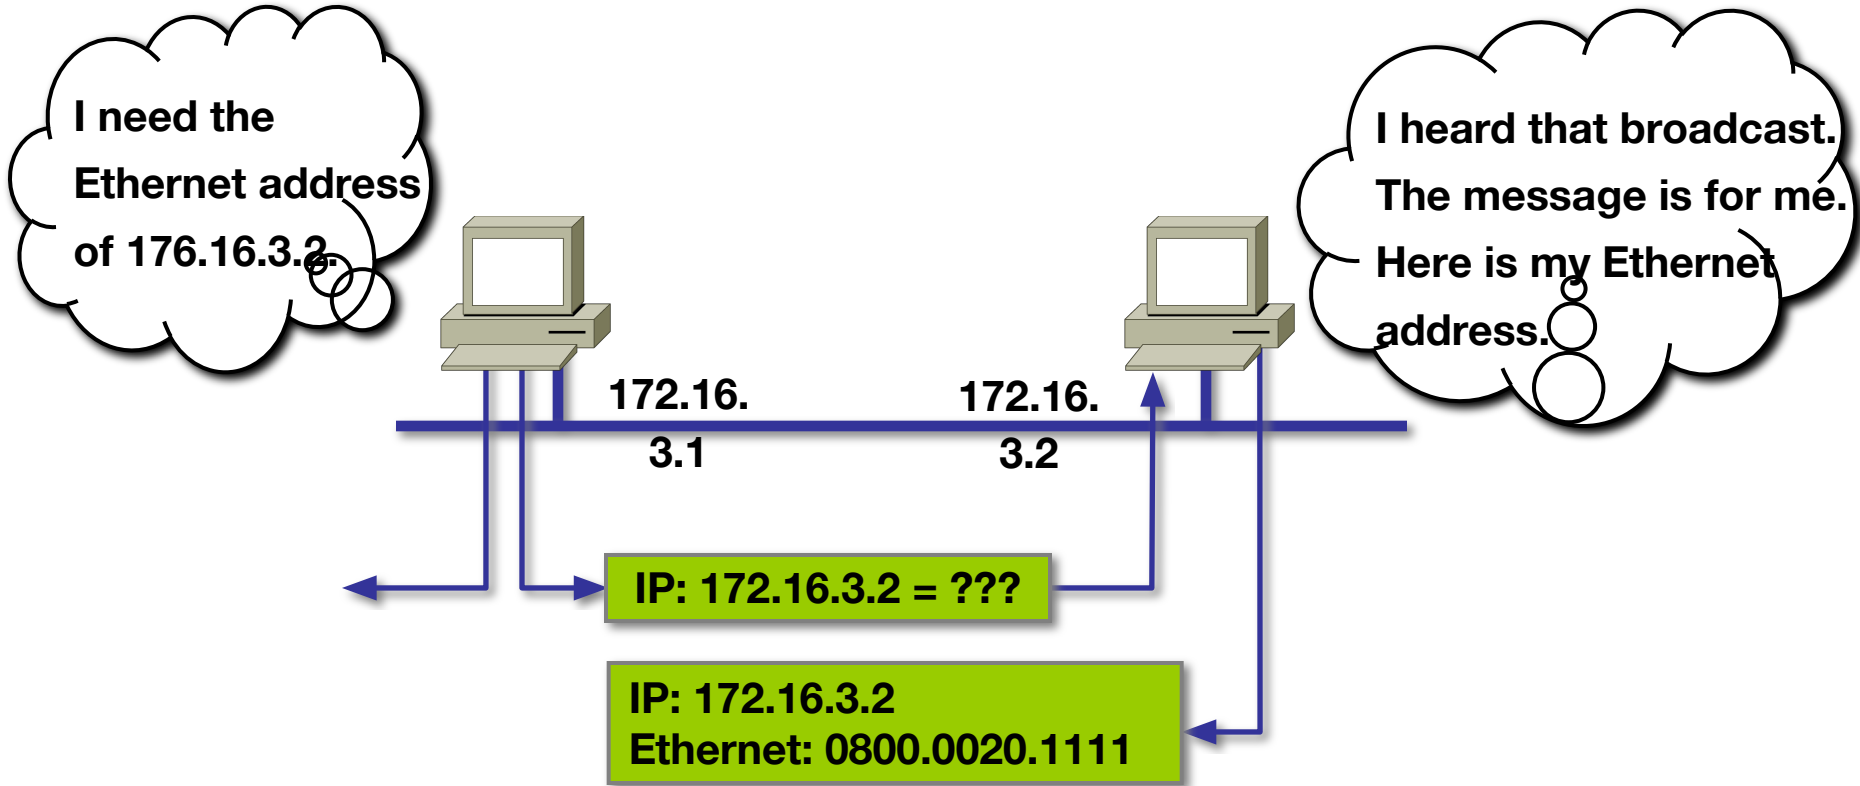 I need the
Ethernet address
of 176.16.3.2.
I heard that broadcast.
The message is for me.
Here is my Ethernet
address.
172.16.
3.1
172.16.
3.2
IP: 172.16.3.2 = ???
IP: 172.16.3.2
Ethernet: 0800.0020.1111